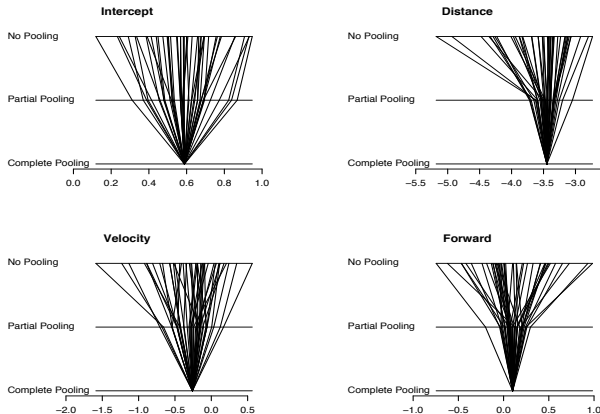 Intercept
No Pooling
Partial Pooling
Complete Pooling
0.0 0.2 0.4 0.6 0.8 1.0
Distance
No Pooling
Partial Pooling
Complete Pooling
−5.5 −5.0 −4.5 −4.0 −3.5 −3.0
Velocity
No Pooling
Partial Pooling
Complete Pooling
−2.0 −1.5 −1.0 −0.5 0.0 0.5
Forward
No Pooling
Partial Pooling
Complete Pooling
−1.0 −0.5 0.0 0.5 1.0